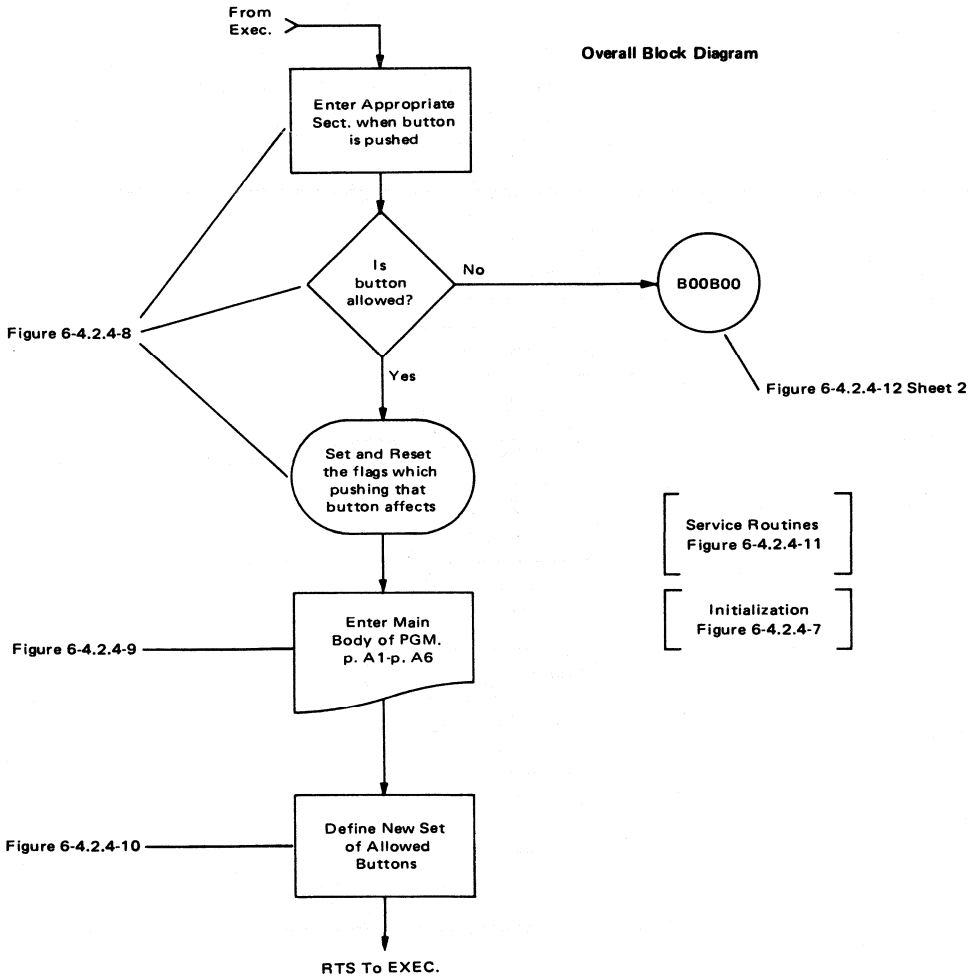 From
Exec.
Overall Block Diagram
Enter Appropriate
Sect. when button
is pushed
Is
button
allowed?
No
B00B00
Figure 6-4.2.4-8
Yes
Figure 6-4.2.4-12 Sheet 2
Set and Reset
the flags which
pushing that
button affects
Service Routines
Figure 6-4.2.4-11
Initialization
Figure 6-4.2.4-7
Enter Main
Body of PGM.
p. A1-p. A6
Figure 6-4.2.4-9
Define New Set
of Allowed
Buttons
Figure 6-4.2.4-10
RTS To EXEC.